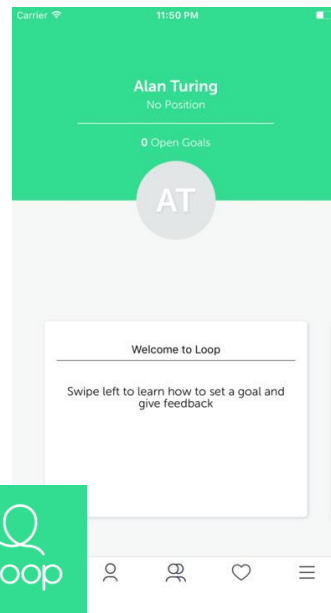 Carrier
11:50 PM
Alan Turing
No Position
0 Open Goals
AT
Welcome to Loop
Swipe left to learn how to set a goal and
give feedback
oop